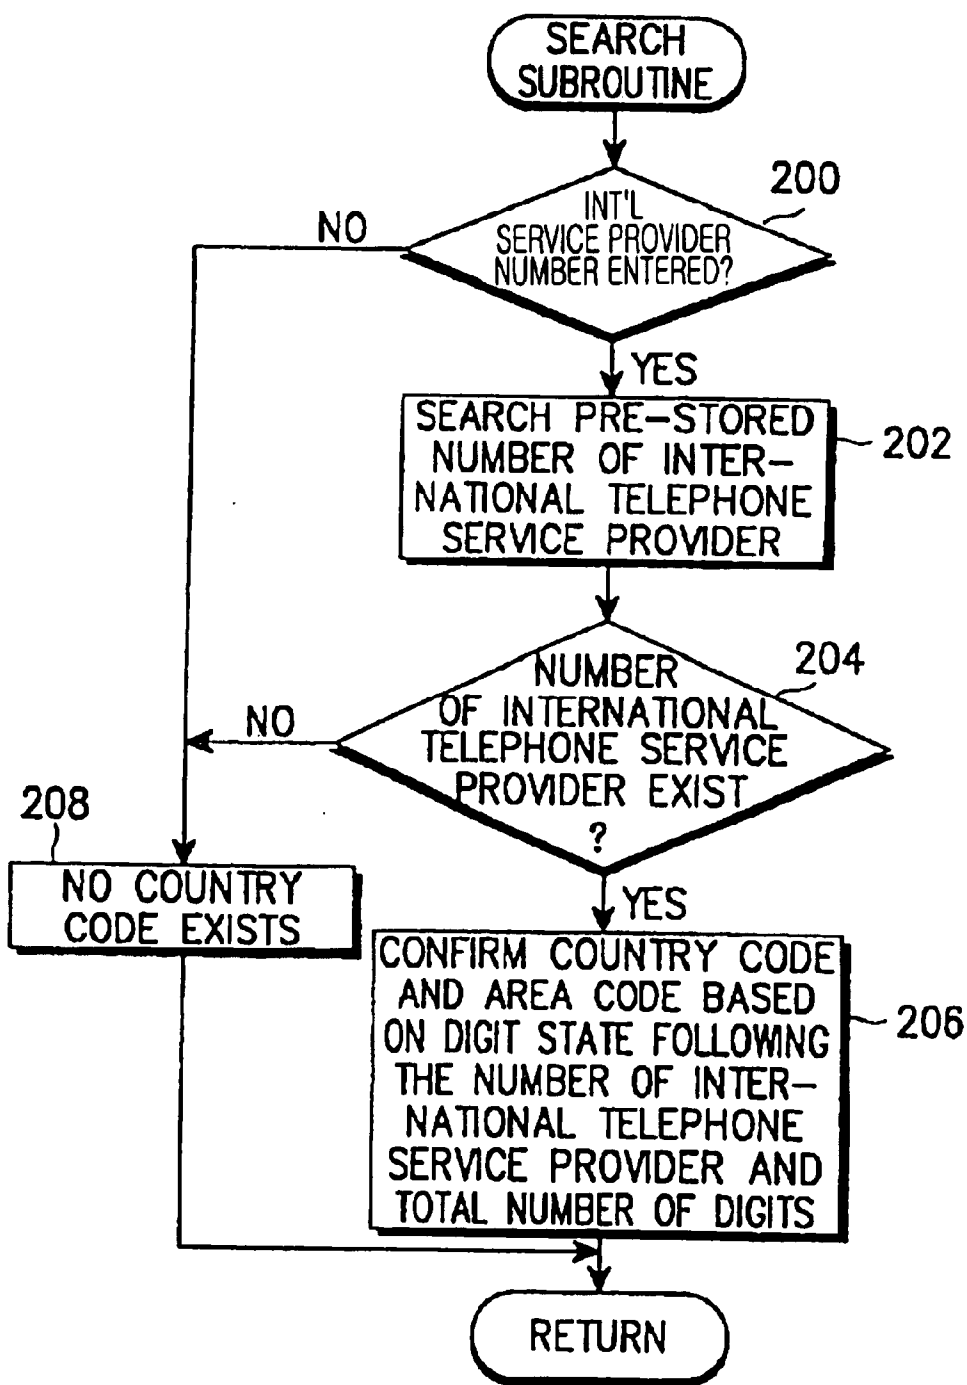 SEARCH
SUBROUTINE
200
INT'L
SERVICE PROVIDER
NUMBER ENTERED?
NO
YES
SEARCH PRE-STORED
NUMBER OF INTER-
NATIONAL TELEPHONE
SERVICE PROVIDER
202
204
NUMBER
OF INTERNATIONAL
TELEPHONE SERVICE
PROVIDER EXIST
?
NO
208
NO COUNTRY
CODE EXISTS
YES
CONFIRM COUNTRY CODE
AND AREA CODE BASED
ON DIGIT STATE FOLLOWING
THE NUMBER OF INTER-
NATIONAL TELEPHONE
SERVICE PROVIDER AND
TOTAL NUMBER OF DIGITS
206
RETURN